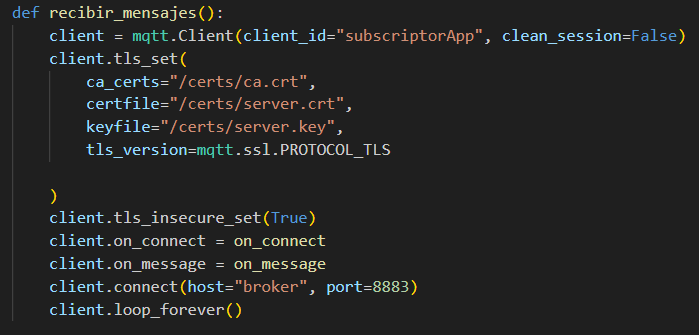 def recibir_mensajes():
    client = mqtt.Client(client_id="subscriptorApp", clean_session=False)
    client.tls_set(
        ca_certs="/certs/ca.crt",
        certfile="/certs/server.crt",
        keyfile="/certs/server.key",
        tls_version=mqtt.ssl.PROTOCOL_TLS
    )
    client.tls_insecure_set(True)
    client.on_connect = on_connect
    client.on_message = on_message
    client.connect(host="broker", port=8883)
    client.loop_forever()